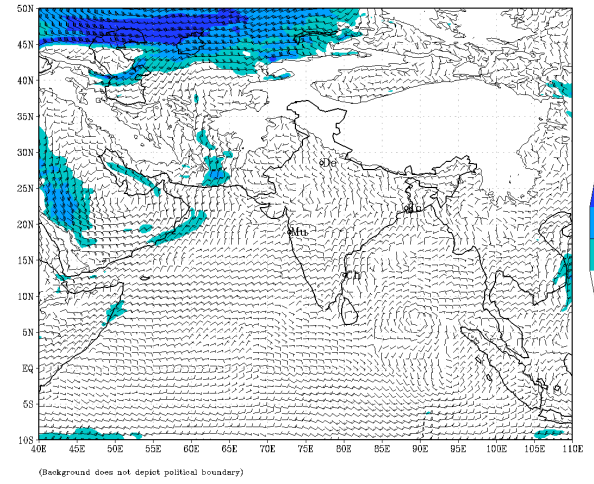 50N
45N
40N
35N
30N
De
25N
20N
Mu
15N
Ch
10N
5N
EQ
5S
10S
40E 45E 50E 55E 60E 65E 70E 75E 80E 85E 90E 95E 100E 105E 110E
(Background does not depict political boundary)